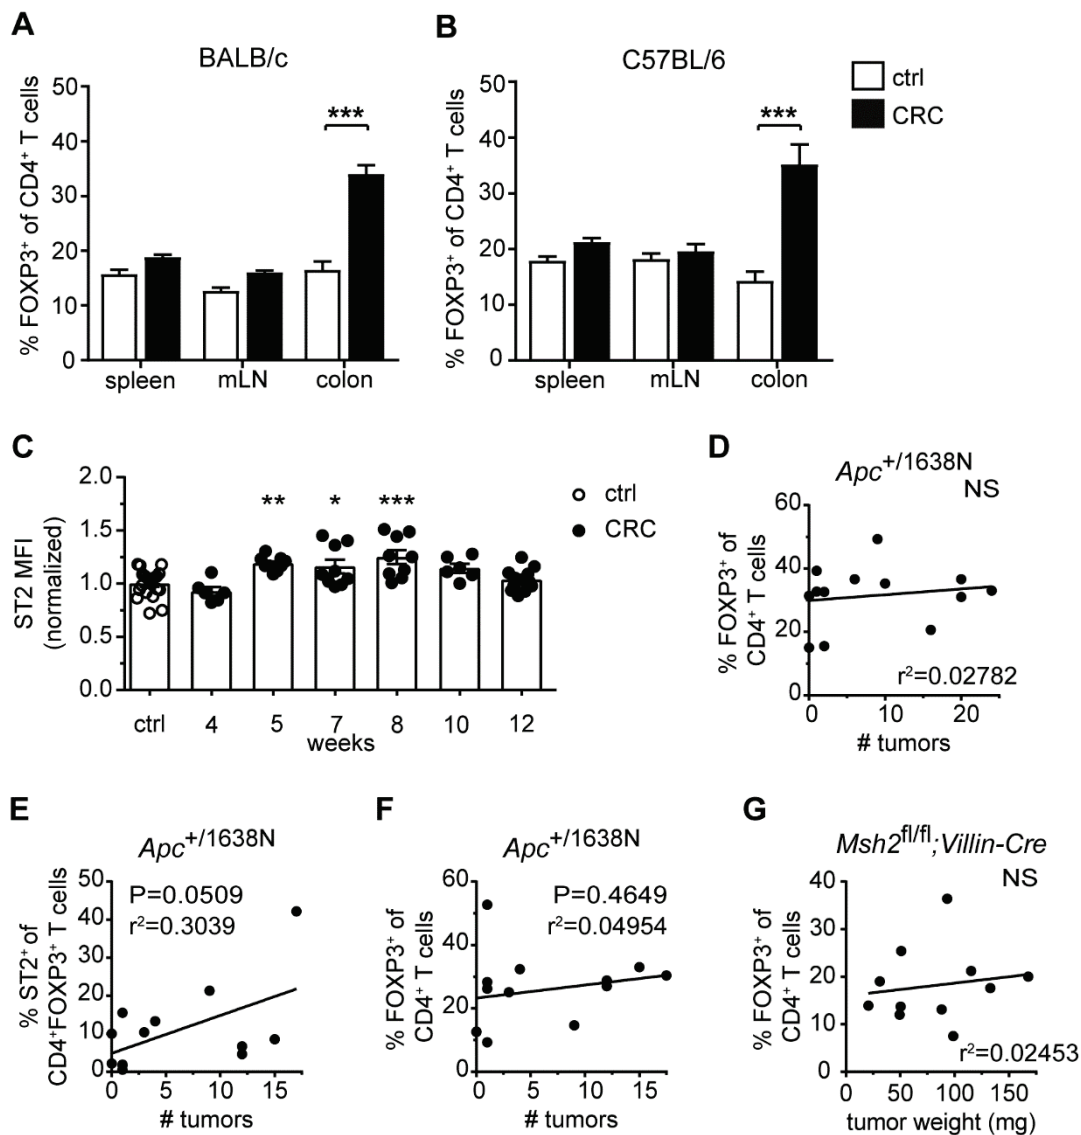 A
BALB/c
% FOXP3⁺ of CD4⁺ T cells
50
40
30
20
10
0
***
spleen mLN colon
B
C57BL/6
% FOXP3⁺ of CD4⁺ T cells
50
40
30
20
10
0
***
spleen mLN colon
ctrl
CRC
C
ST2 MFI
(normalized)
2.0
1.5
1.0
0.5
0.0
** * ***
ctrl
CRC
ctrl 4 5 7 8 10 12
weeks
D
Apc⁺/¹⁶³⁸ᴺ
NS
% FOXP3⁺ of
CD4⁺ T cells
60
40
20
0
r²=0.02782
0 10 20
# tumors
E
Apc⁺/¹⁶³⁸ᴺ
% ST2⁺ of
CD4⁺FOXP3⁺ T cells
50
40
30
20
10
0
P=0.0509
r²=0.3039
0 5 10 15
# tumors
F
Apc⁺/¹⁶³⁸ᴺ
% FOXP3⁺ of
CD4⁺ T cells
60
40
20
0
P=0.4649
r²=0.04954
0 5 10 15
# tumors
G
Msh2ᶠˡ/ᶠˡ;Villin-Cre
NS
% FOXP3⁺ of
CD4⁺ T cells
40
30
20
10
0
r²=0.02453
0 50 100 150
tumor weight (mg)